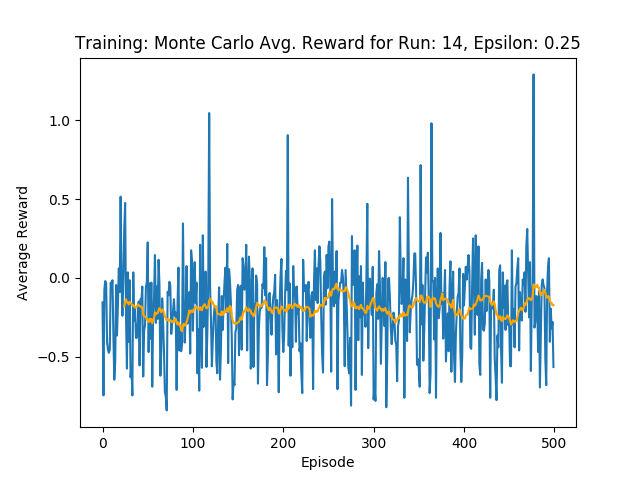 Training: Monte Carlo Avg. Reward for Run: 14, Epsilon: 0.25
1.0
0.5
0.0
−0.5
Average Reward
0 100 200 300 400 500
Episode